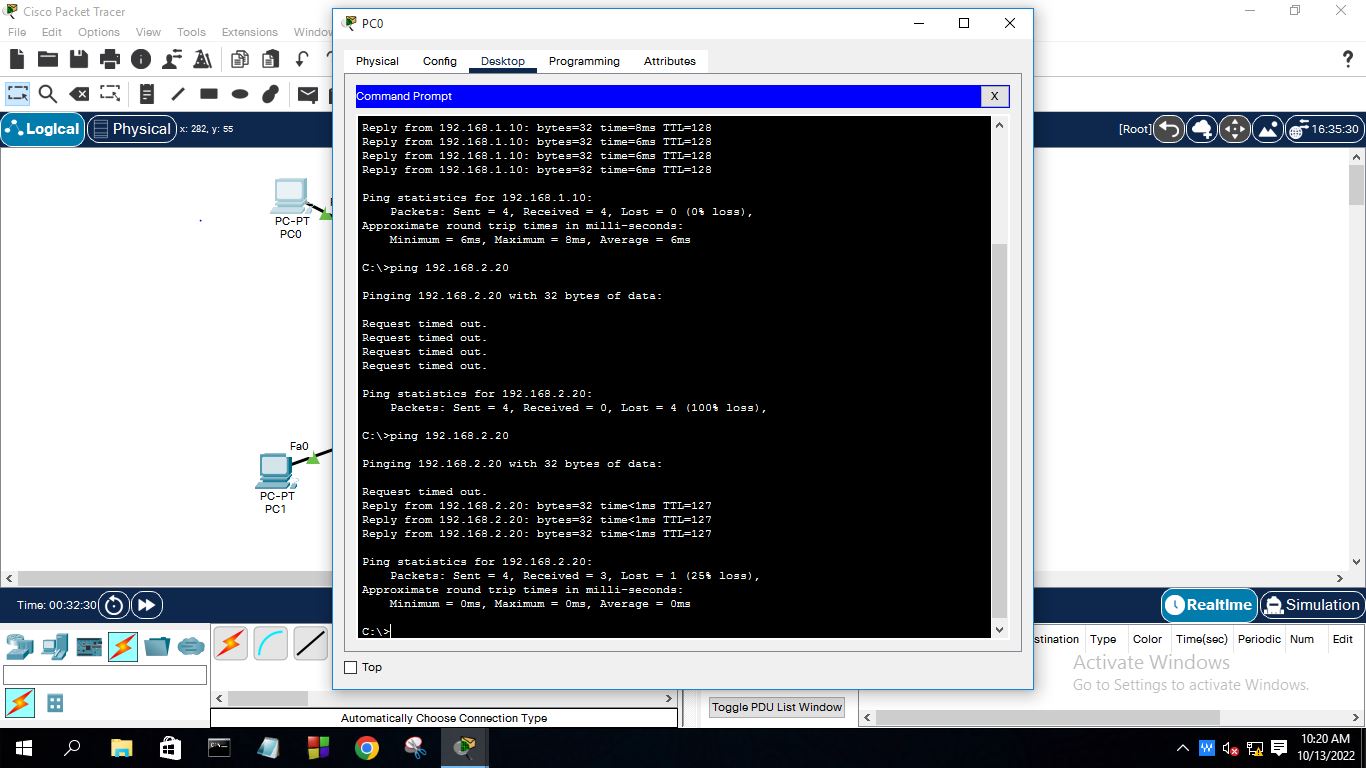 Cisco Packet Tracer
File Edit Options View Tools Extensions Window
?
Logical
Physical
x: 282, y: 55
[Root]
16:35:30
PC-PT
PC0
Fa0
PC-PT
PC1
PC0
Physical Config Desktop Programming Attributes
Command Prompt
X
Reply from 192.168.1.10: bytes=32 time=8ms TTL=128
Reply from 192.168.1.10: bytes=32 time=6ms TTL=128
Reply from 192.168.1.10: bytes=32 time=6ms TTL=128
Reply from 192.168.1.10: bytes=32 time=6ms TTL=128
Ping statistics for 192.168.1.10:
Packets: Sent = 4, Received = 4, Lost = 0 (0% loss),
Approximate round trip times in milli-seconds:
Minimum = 6ms, Maximum = 8ms, Average = 6ms
C:\>ping 192.168.2.20
Pinging 192.168.2.20 with 32 bytes of data:
Request timed out.
Request timed out.
Request timed out.
Request timed out.
Ping statistics for 192.168.2.20:
Packets: Sent = 4, Received = 0, Lost = 4 (100% loss),
C:\>ping 192.168.2.20
Pinging 192.168.2.20 with 32 bytes of data:
Request timed out.
Reply from 192.168.2.20: bytes=32 time<1ms TTL=127
Reply from 192.168.2.20: bytes=32 time<1ms TTL=127
Reply from 192.168.2.20: bytes=32 time<1ms TTL=127
Ping statistics for 192.168.2.20:
Packets: Sent = 4, Received = 3, Lost = 1 (25% loss),
Approximate round trip times in milli-seconds:
Minimum = 0ms, Maximum = 0ms, Average = 0ms
C:\>
Top
Time: 00:32:30
Realtime
Simulation
stination Type Color Time(sec) Periodic Num Edit
Activate Windows
Go to Settings to activate Windows.
Toggle PDU List Window
Automatically Choose Connection Type
10:20 AM
10/13/2022